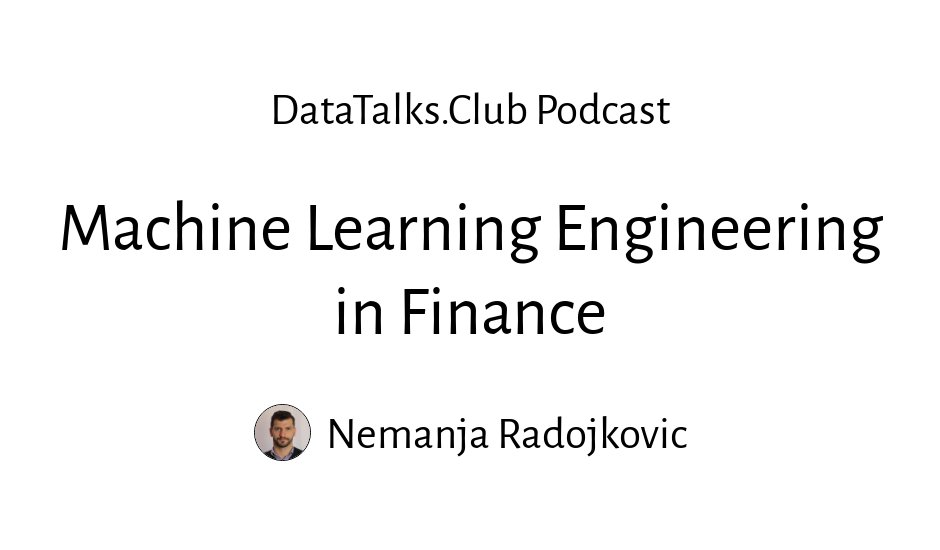 DataTalks.Club Podcast
Machine Learning Engineering
in Finance
Nemanja Radojkovic